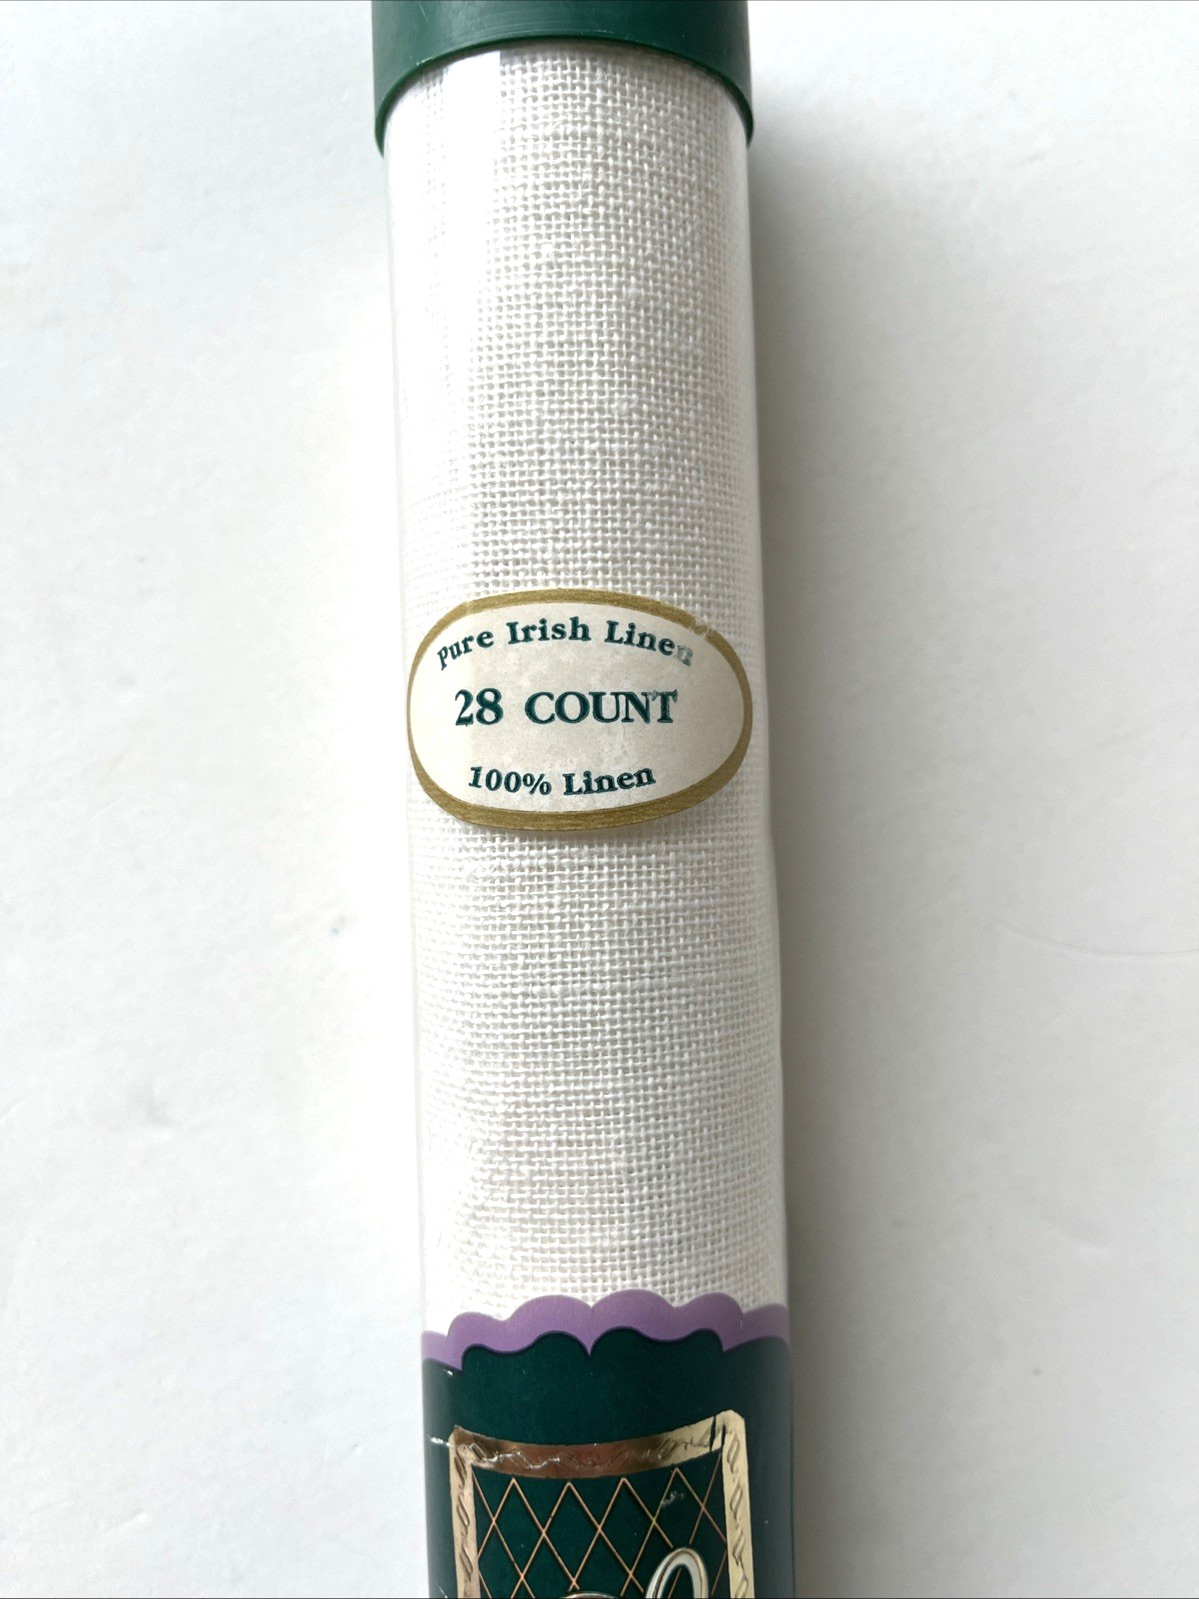 Pure Irish Linen
28 COUNT
100% Linen